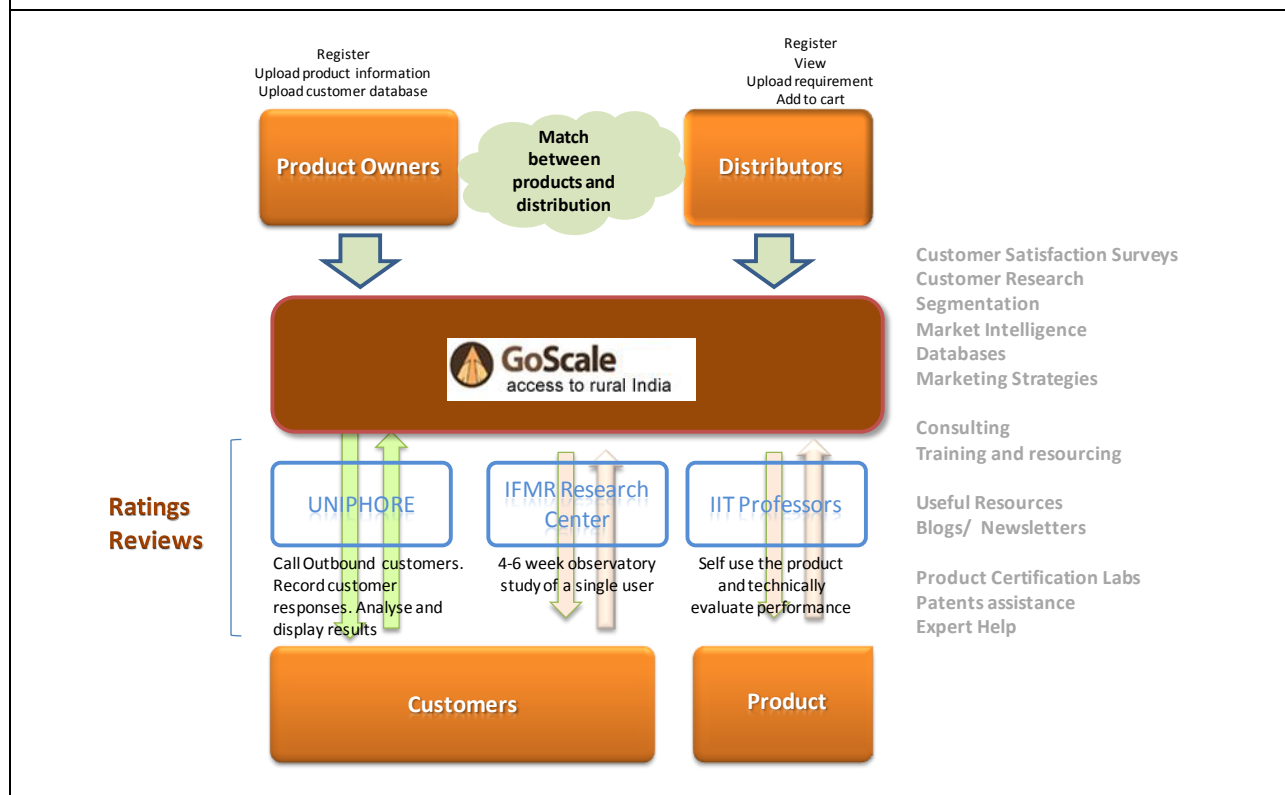 Register
Upload product information
Upload customer database
Register
View
Upload requirement
Add to cart
Product Owners
Match
between
products and
distribution
Distributors
GoScale
access to rural India
Customer Satisfaction Surveys
Customer Research
Segmentation
Market Intelligence
Databases
Marketing Strategies
Consulting
Training and resourcing
Useful Resources
Blogs/ Newsletters
Product Certification Labs
Patents assistance
Expert Help
Ratings
Reviews
UNIPHORE
Call Outbound customers.
Record customer
responses. Analyse and
display results
IFMR Research
Center
4-6 week observatory
study of a single user
IIT Professors
Self use the product
and technically
evaluate performance
Customers
Product